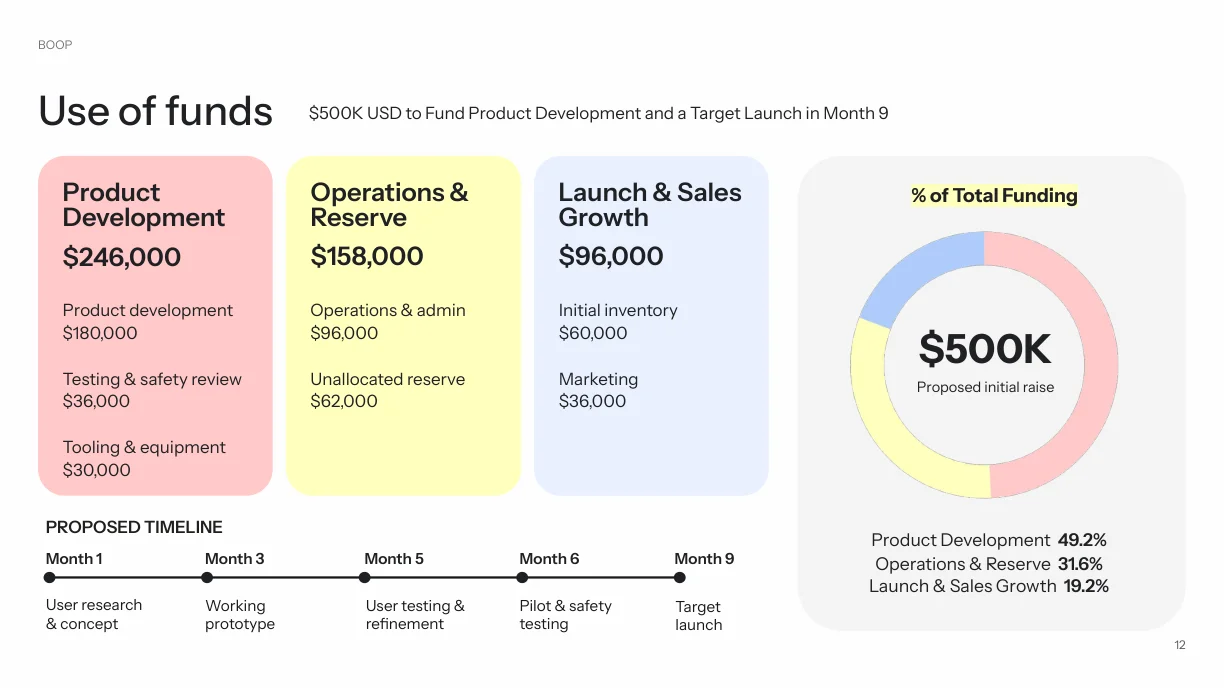 BOOP
Use of funds
$500K USD to Fund Product Development and a Target Launch in Month 9
Product
Development
$246,000
Product development
$180,000
Testing & safety review
$36,000
Tooling & equipment
$30,000
Operations &
Reserve
$158,000
Operations & admin
$96,000
Unallocated reserve
$62,000
Launch & Sales
Growth
$96,000
Initial inventory
$60,000
Marketing
$36,000
% of Total Funding
$500K
Proposed initial raise
Product Development 49.2%
Operations & Reserve 31.6%
Launch & Sales Growth 19.2%
PROPOSED TIMELINE
Month 1
User research
& concept
Month 3
Working
prototype
Month 5
User testing &
refinement
Month 6
Pilot & safety
testing
Month 9
Target
launch
12